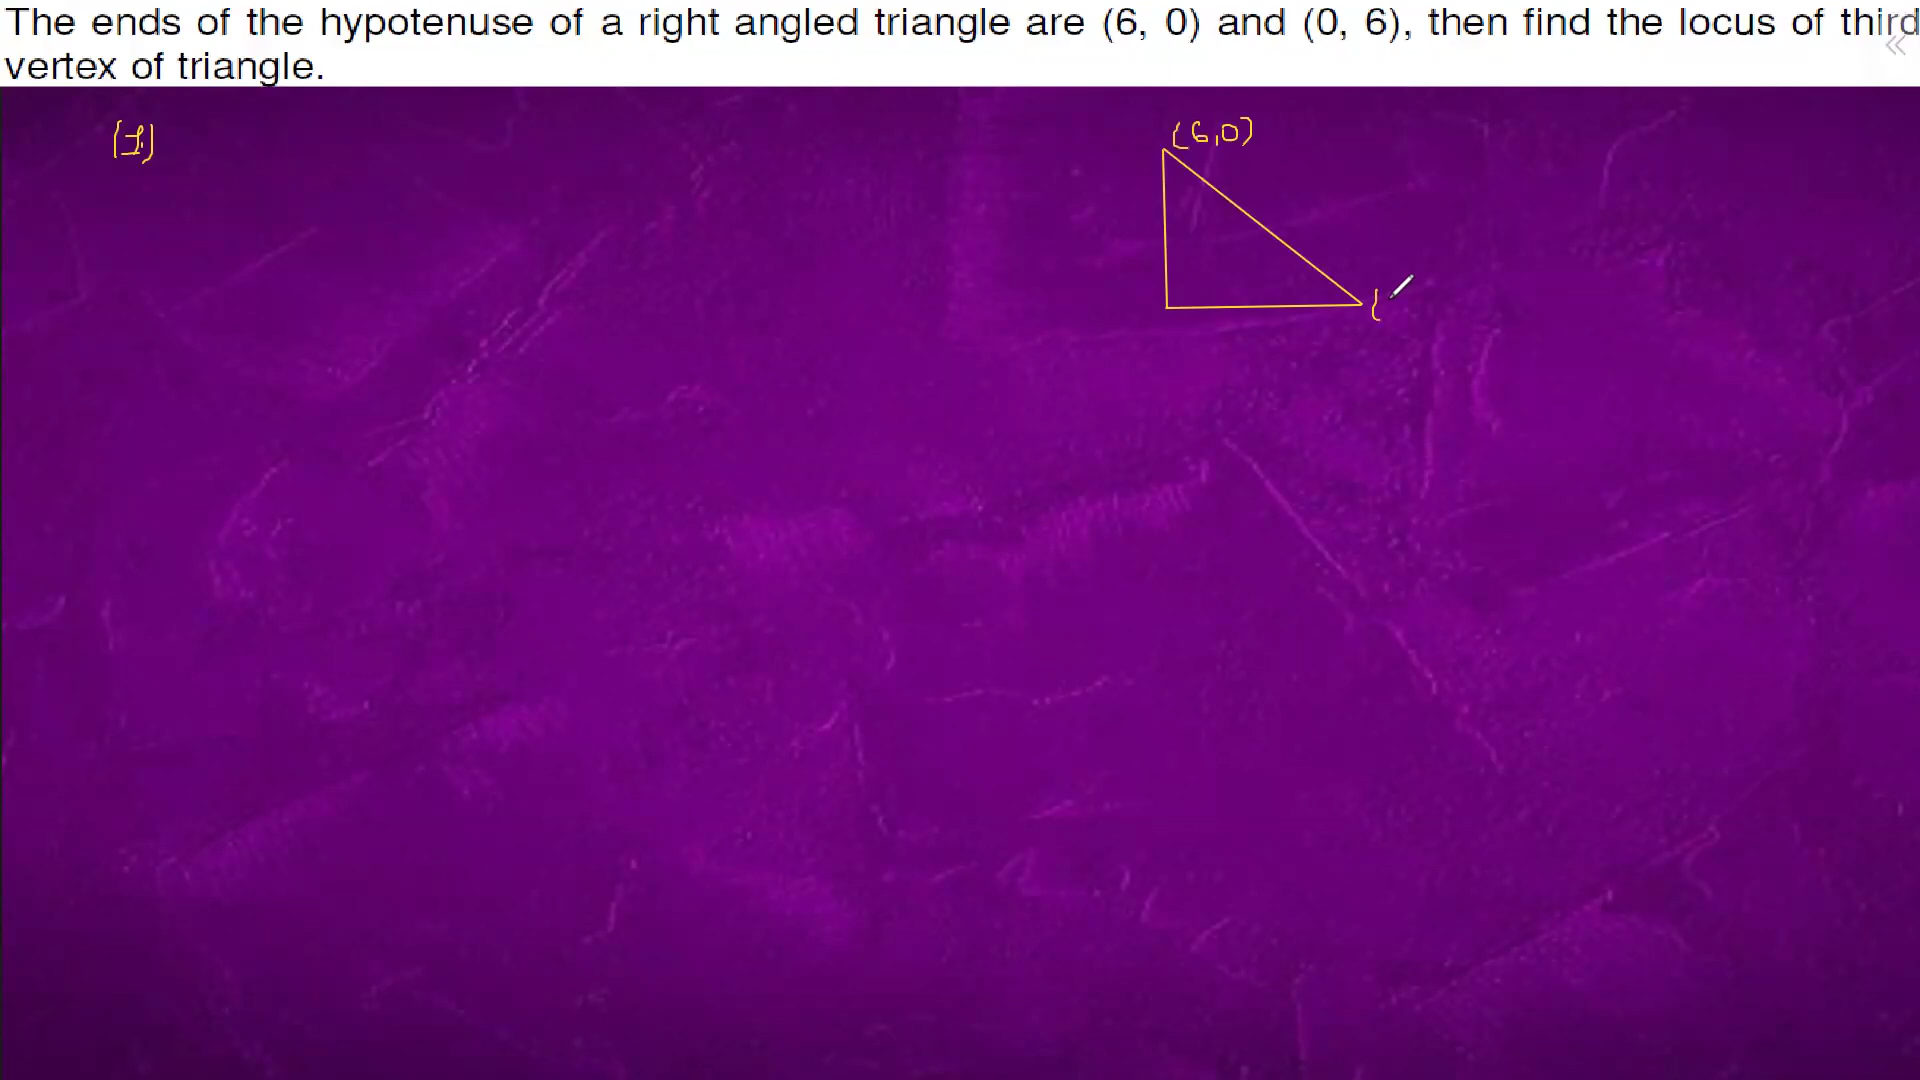 The ends of the hypotenuse of a right angled triangle are (6, 0) and (0, 6), then find the locus of third
vertex of triangle.
(6,0)
(